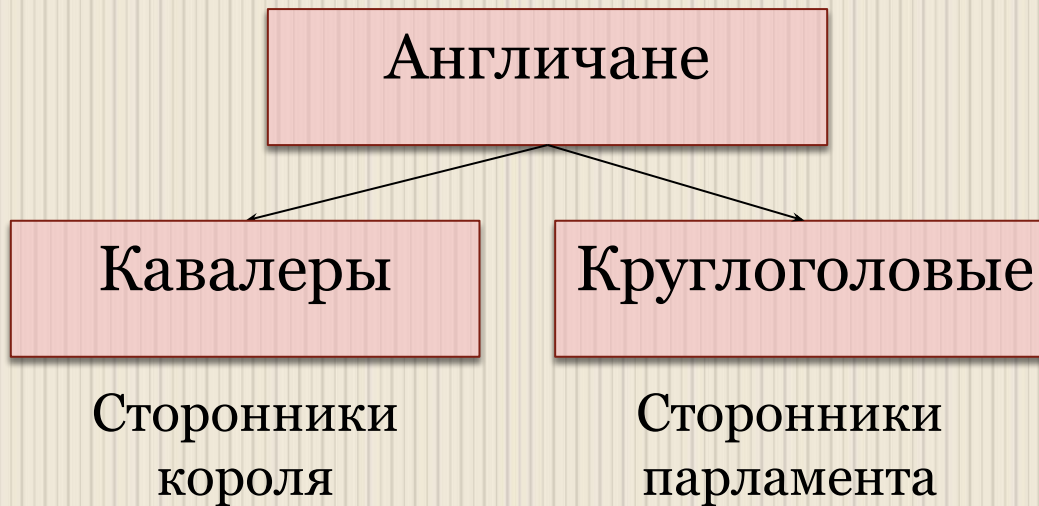 Англичане
Кавалеры
Круглоголовые
Сторонники
короля
Сторонники
парламента